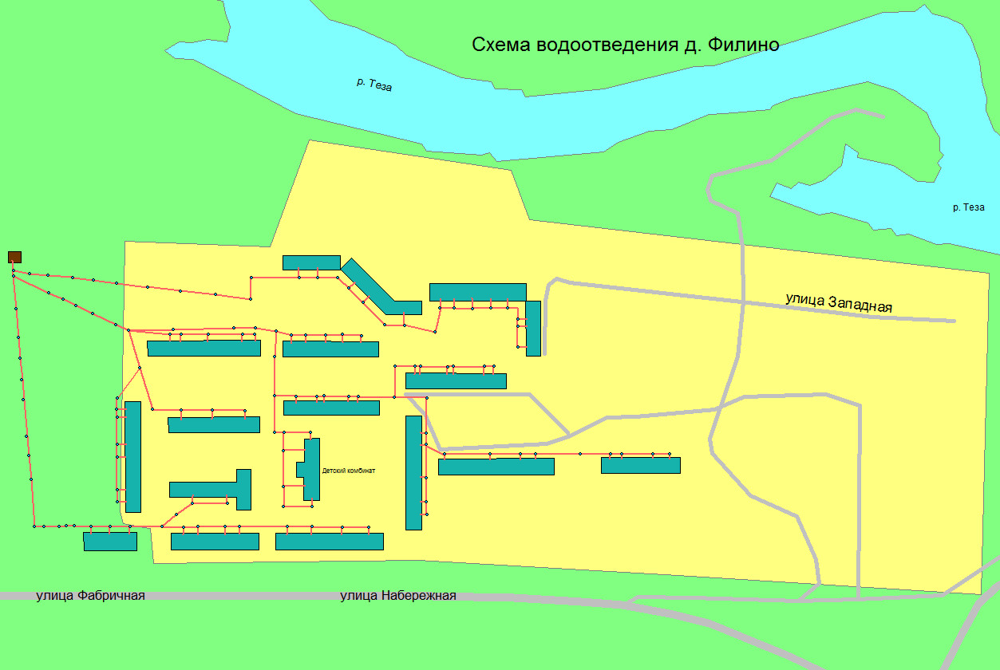 Схема водоотведения д. Филино
р. Теза
р. Теза
улица Западная
Детский комбинат
улица Фабричная
улица Набережная